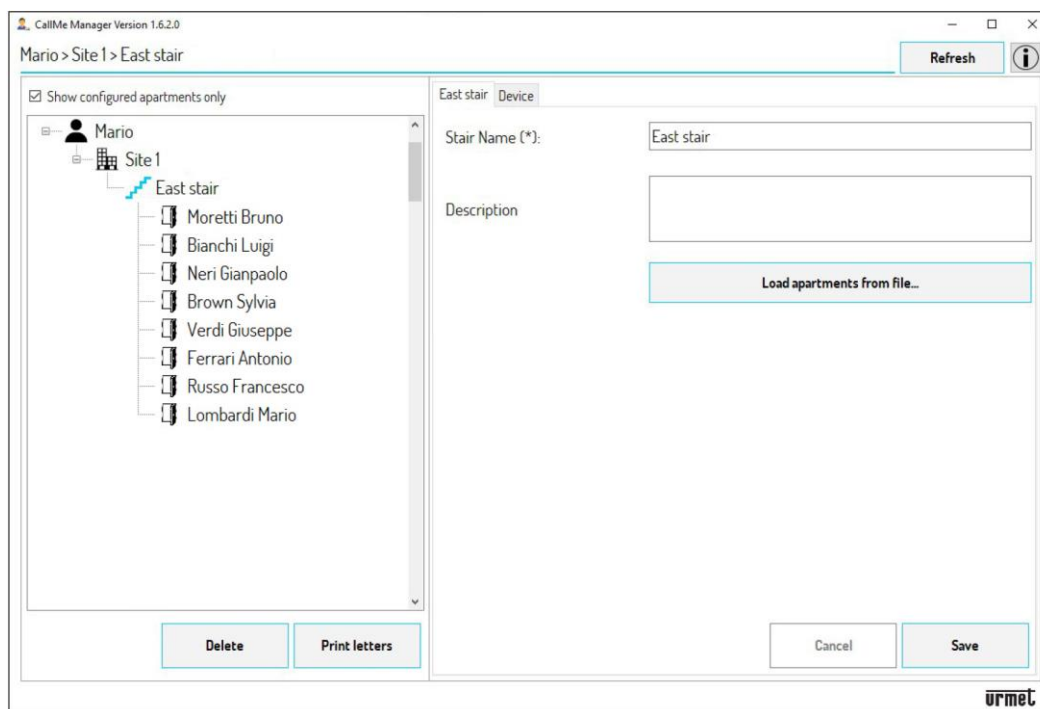 CallMe Manager Version 1.6.2.0
Mario > Site 1 > East stair
Refresh
Show configured apartments only
Mario
Site 1
East stair
Moretti Bruno
Bianchi Luigi
Neri Gianpaolo
Brown Sylvia
Verdi Giuseppe
Ferrari Antonio
Russo Francesco
Lombardi Mario
Delete
Print letters
East stair
Device
Stair Name (*):
East stair
Description
Load apartments from file...
Cancel
Save
urmet